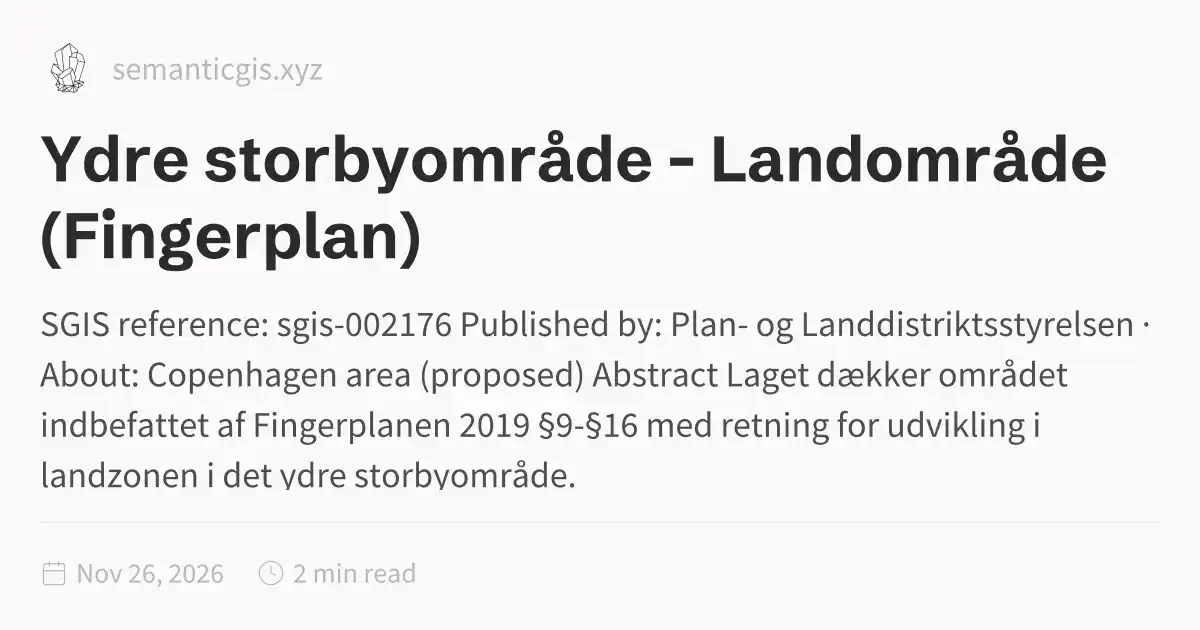 semanticgis.xyz
Ydre storbyområde - Landområde
(Fingerplan)
SGIS reference: sgis-002176 Published by: Plan- og Landdistriktsstyrelsen ·
About: Copenhagen area (proposed) Abstract Laget dækker området
indbefattet af Fingerplanen 2019 §9-§16 med retning for udvikling i
landzonen i det ydre storbyområde.
Nov 26, 2026 2 min read